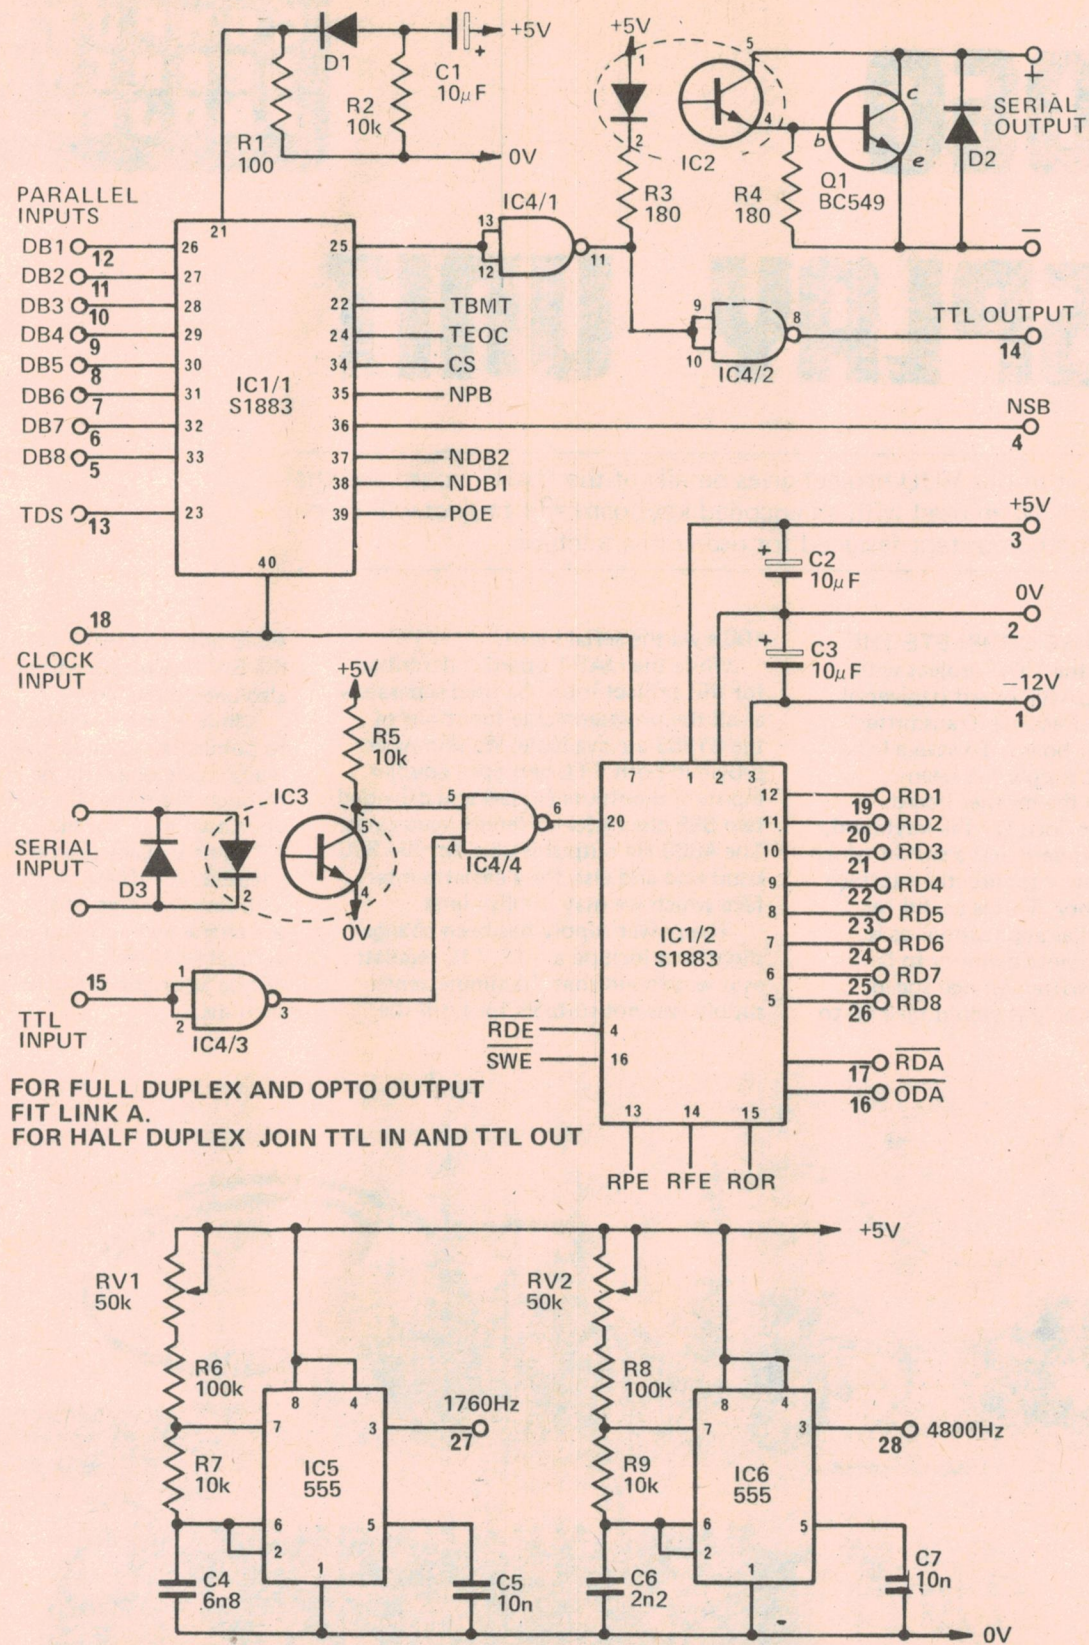 +5V
D1
C1
10µF
+
R2
10k
R1
100
0V
+5V
1
2
5
4
IC2
R3
180
R4
180
b
c
e
Q1
BC549
D2
+
SERIAL
OUTPUT
−
PARALLEL
INPUTS
DB1 12 26
DB2 11 27
DB3 10 28
DB4 9 29
DB5 8 30
DB6 7 31
DB7 6 32
DB8 5 33
TDS 13 23
21
IC1/1
S1883
40
25
22 TBMT
24 TEOC
34 CS
35 NPB
36
37 NDB2
38 NDB1
39 POE
IC4/1
13
12
11
9
10
8
IC4/2
TTL OUTPUT
14
NSB
4
+5V
3
C2
10µF
+
0V
2
C3
10µF
+
−12V
1
18
CLOCK
INPUT
+5V
R5
10k
IC3
1
2
5
4
0V
SERIAL
INPUT
D3
5
4
6
IC4/4
15
TTL
INPUT
1
2
3
IC4/3
7 1 2 3
20
IC1/2
S1883
12 19 RD1
11 20 RD2
10 21 RD3
9 22 RD4
8 23 RD5
7 24 RD6
6 25 RD7
5 26 RD8
17 RDA
16 ODA
RDE 4
SWE 16
13 14 15
RPE RFE ROR
FOR FULL DUPLEX AND OPTO OUTPUT
FIT LINK A.
FOR HALF DUPLEX JOIN TTL IN AND TTL OUT
+5V
RV1
50k
R6
100k
R7
10k
8 4
7 3
IC5
555
6 5
2
1
1760Hz
27
C4
6n8
C5
10n
RV2
50k
R8
100k
R9
10k
8 4
7 3
IC6
555
6 5
2
1
28 4800Hz
C6
2n2
C7
10n
0V